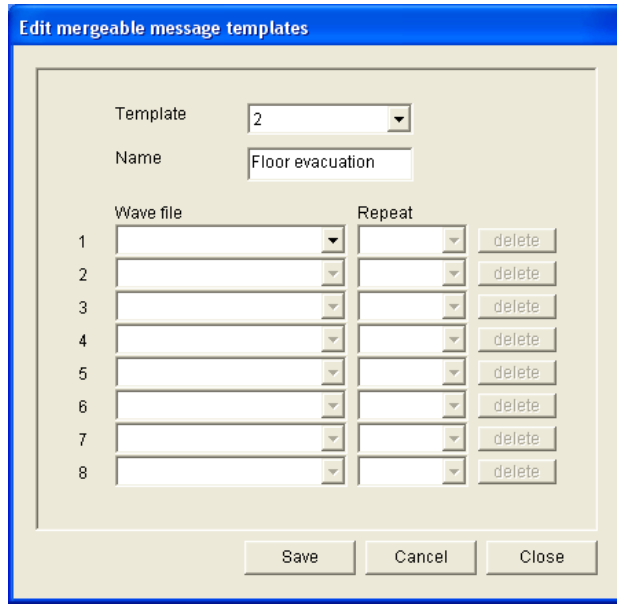 Edit mergeable message templates
Template 2
Name Floor evacuation
Wave file Repeat
1 delete
2 delete
3 delete
4 delete
5 delete
6 delete
7 delete
8 delete
Save Cancel Close